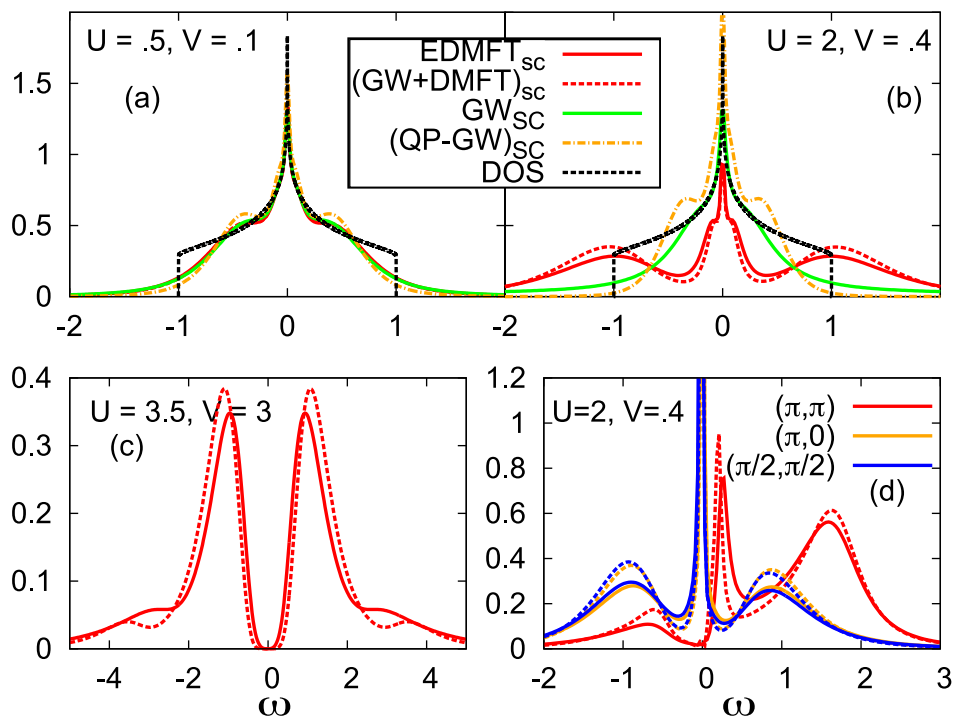 U = .5, V = .1
(a)
EDMFT_sc
(GW+DMFT)_sc
GW_SC
(QP-GW)_SC
DOS
U = 2, V = .4
(b)
1.5
1
0.5
0
-2 -1 0 1
-2 -1 0 1
0.4
0.3
0.2
0.1
0
U = 3.5, V = 3
(c)
-4 -2 0 2 4
ω
1.2
1
0.8
0.6
0.4
0.2
0
U=2, V=.4
(π,π)
(π,0)
(π/2,π/2)
(d)
-2 -1 0 1 2 3
ω